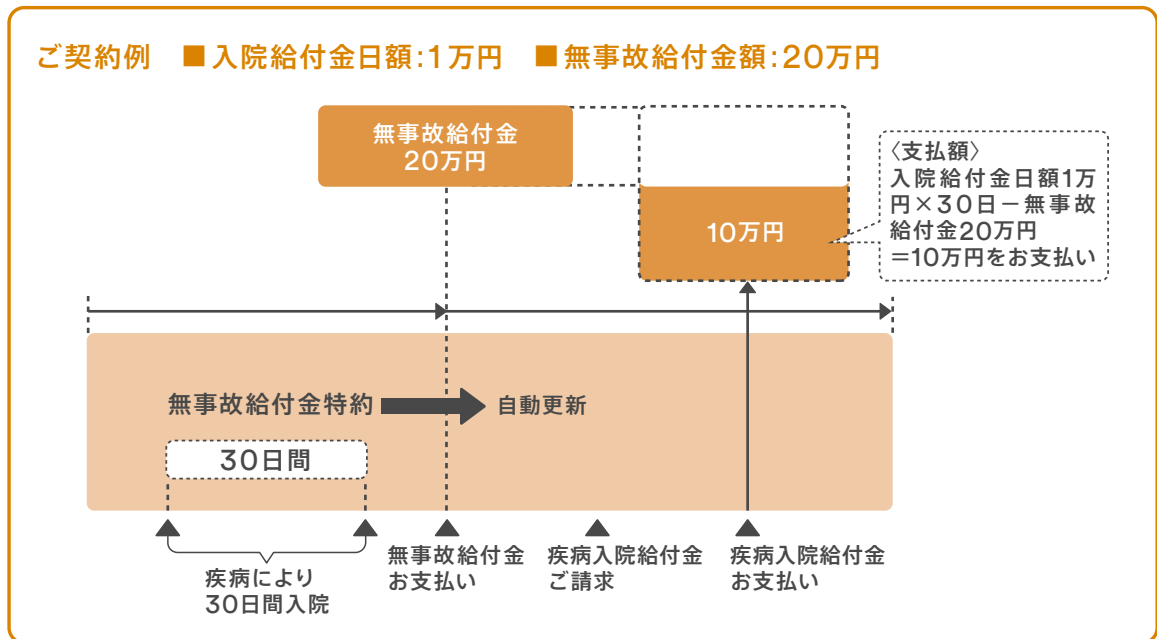 ご契約例 ■入院給付金日額:1万円 ■無事故給付金額:20万円
無事故給付金
20万円
10万円
〈支払額〉
入院給付金日額1万
円×30日－無事故
給付金20万円
＝10万円をお支払い
無事故給付金特約
自動更新
30日間
疾病により
30日間入院
無事故給付金
お支払い
疾病入院給付金
ご請求
疾病入院給付金
お支払い